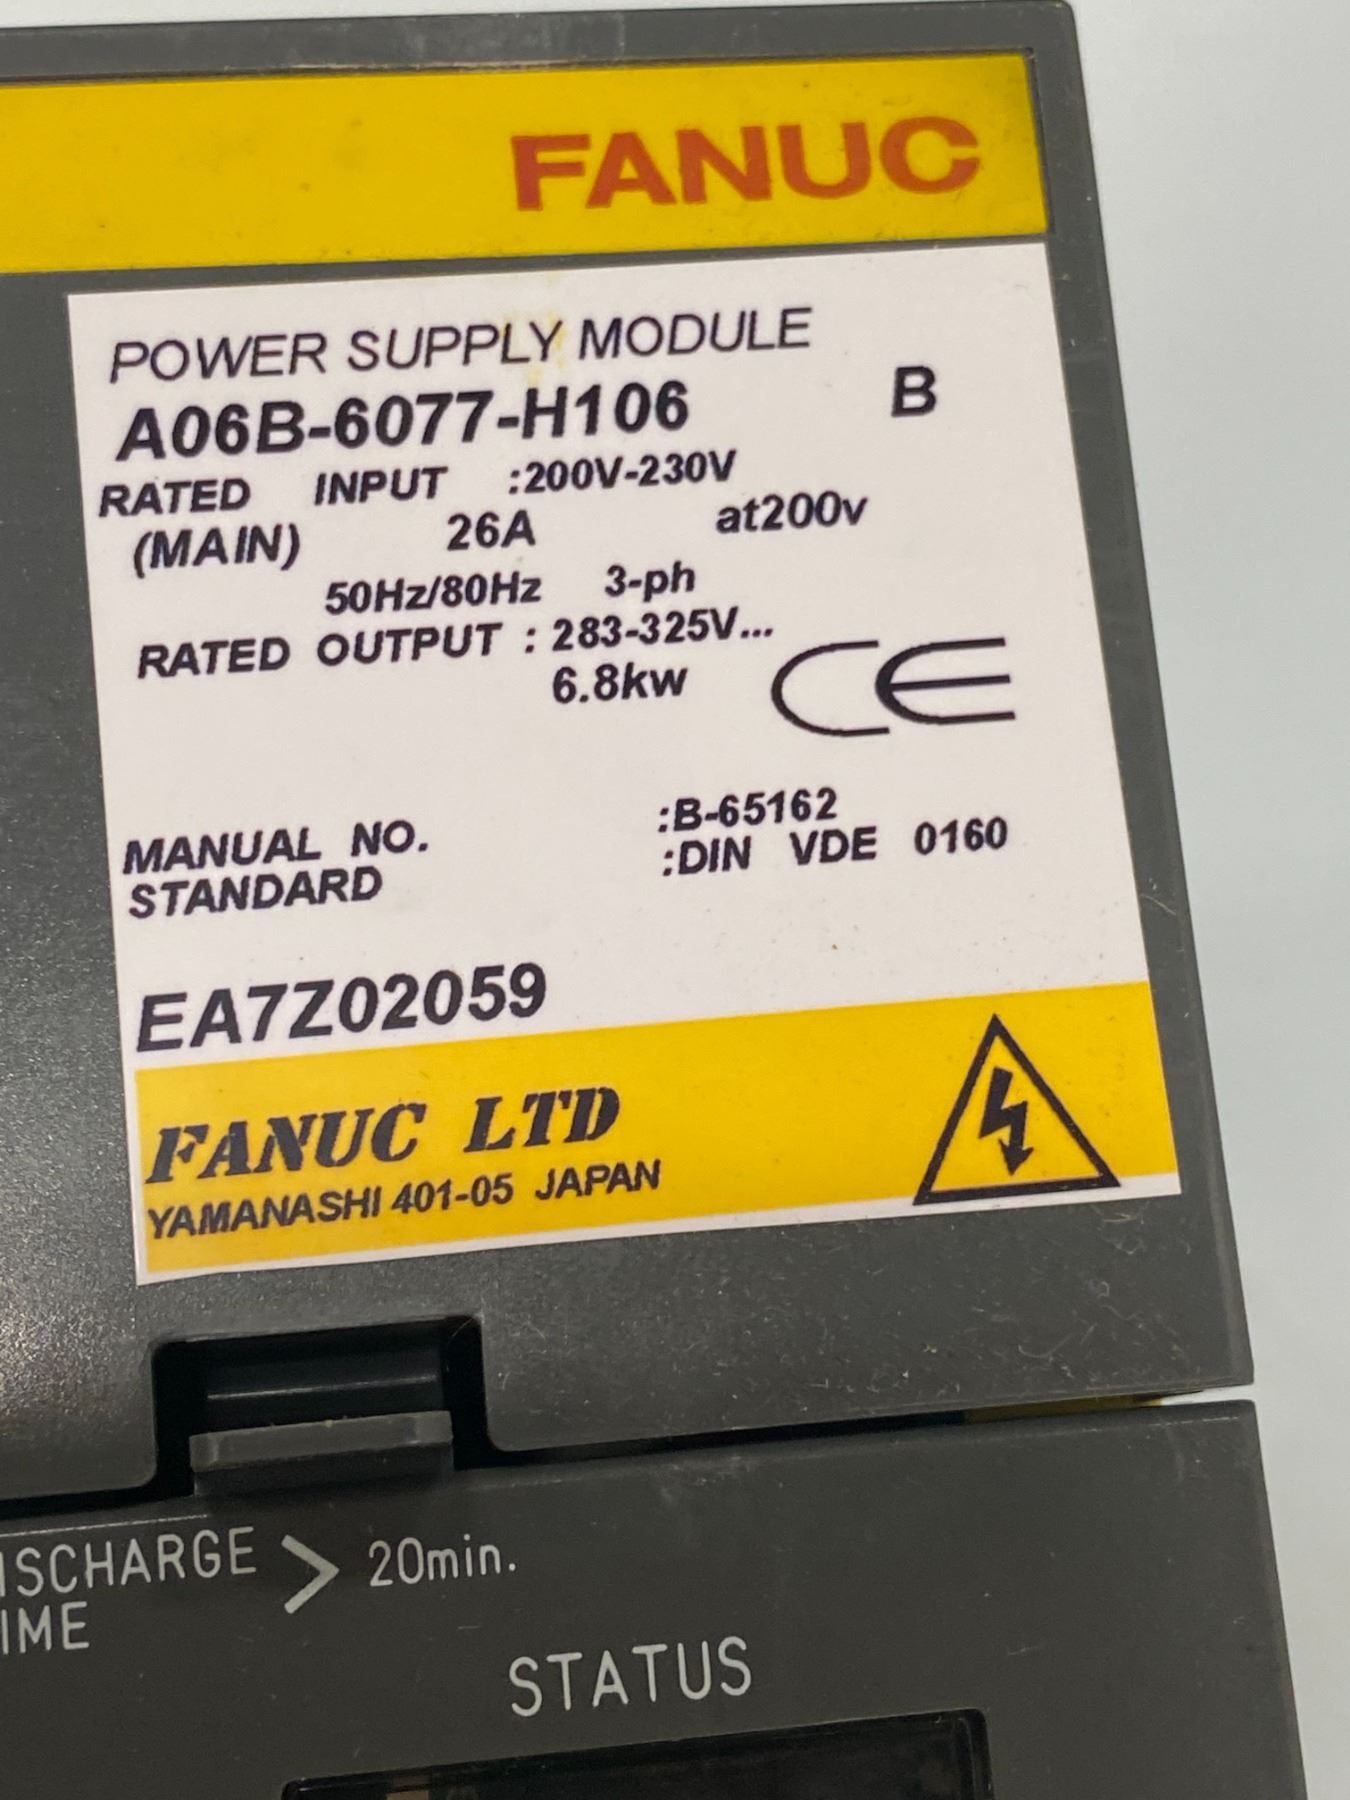 FANUC
POWER SUPPLY MODULE
A06B-6077-H106 B
RATED INPUT :200V-230V
(MAIN) 26A at200v
50Hz/80Hz 3-ph
RATED OUTPUT : 283-325V...
6.8kw
CE
MANUAL NO. :B-65162
STANDARD :DIN VDE 0160
EA7Z02059
FANUC LTD
YAMANASHI 401-05 JAPAN
ISCHARGE > 20min.
IME
STATUS